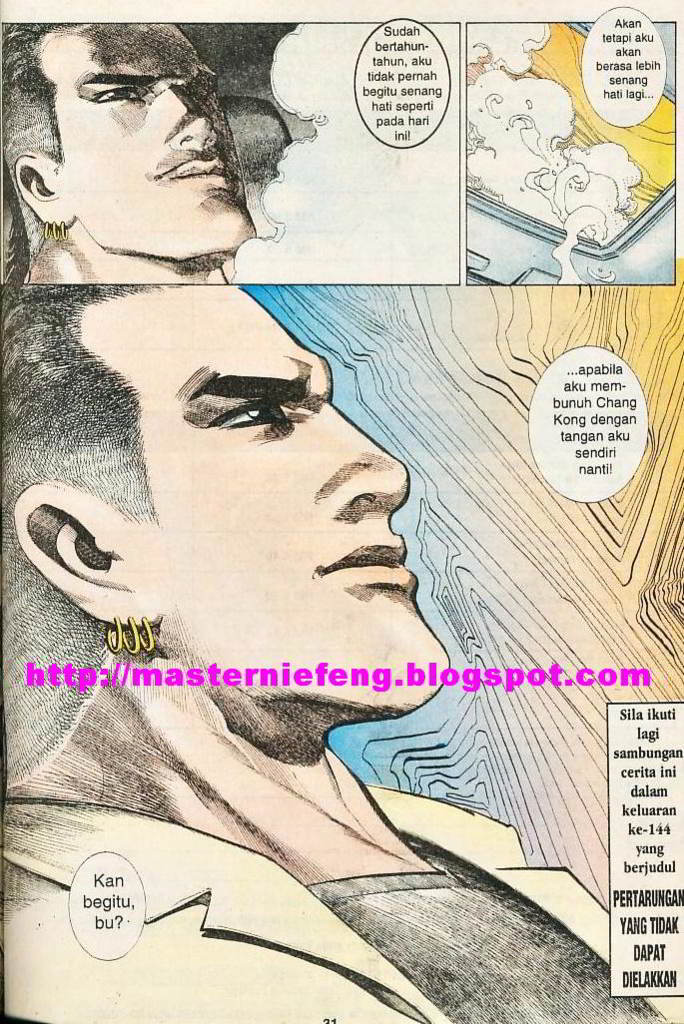 Sudah
bertahun-
tahun, aku
tidak pernah
begitu senang
hati seperti
pada hari
ini!
Akan
tetapi aku
akan
berasa lebih
senang
hati lagi...
...apabila
aku mem-
bunuh Chang
Kong dengan
tangan aku
sendiri
nanti!
http://masterniefeng.blogspot.com
Sila ikuti
lagi
sambungan
cerita ini
dalam
keluaran
ke-144
yang
berjudul
PERTARUNGAN
YANG TIDAK
DAPAT
DIELAKKAN
Kan
begitu,
bu?
31